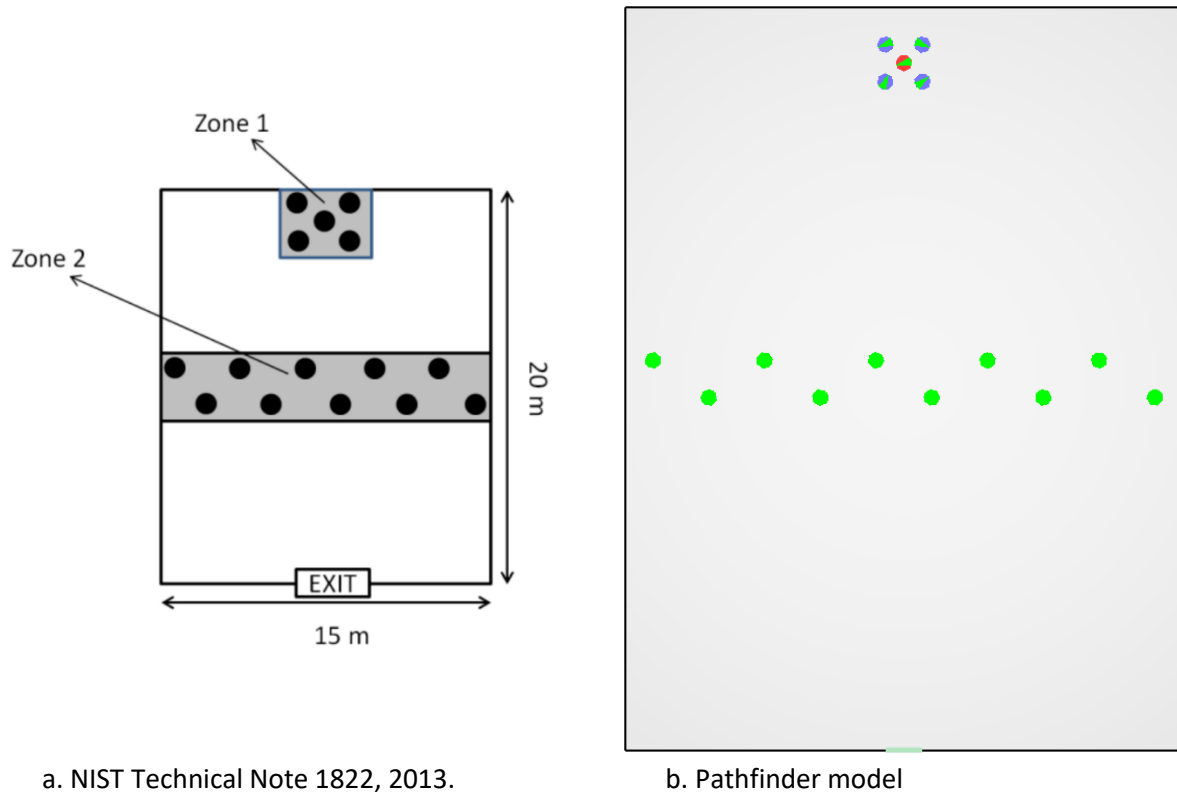 Zone 1
Zone 2
20 m
EXIT
15 m
a. NIST Technical Note 1822, 2013.
b. Pathfinder model